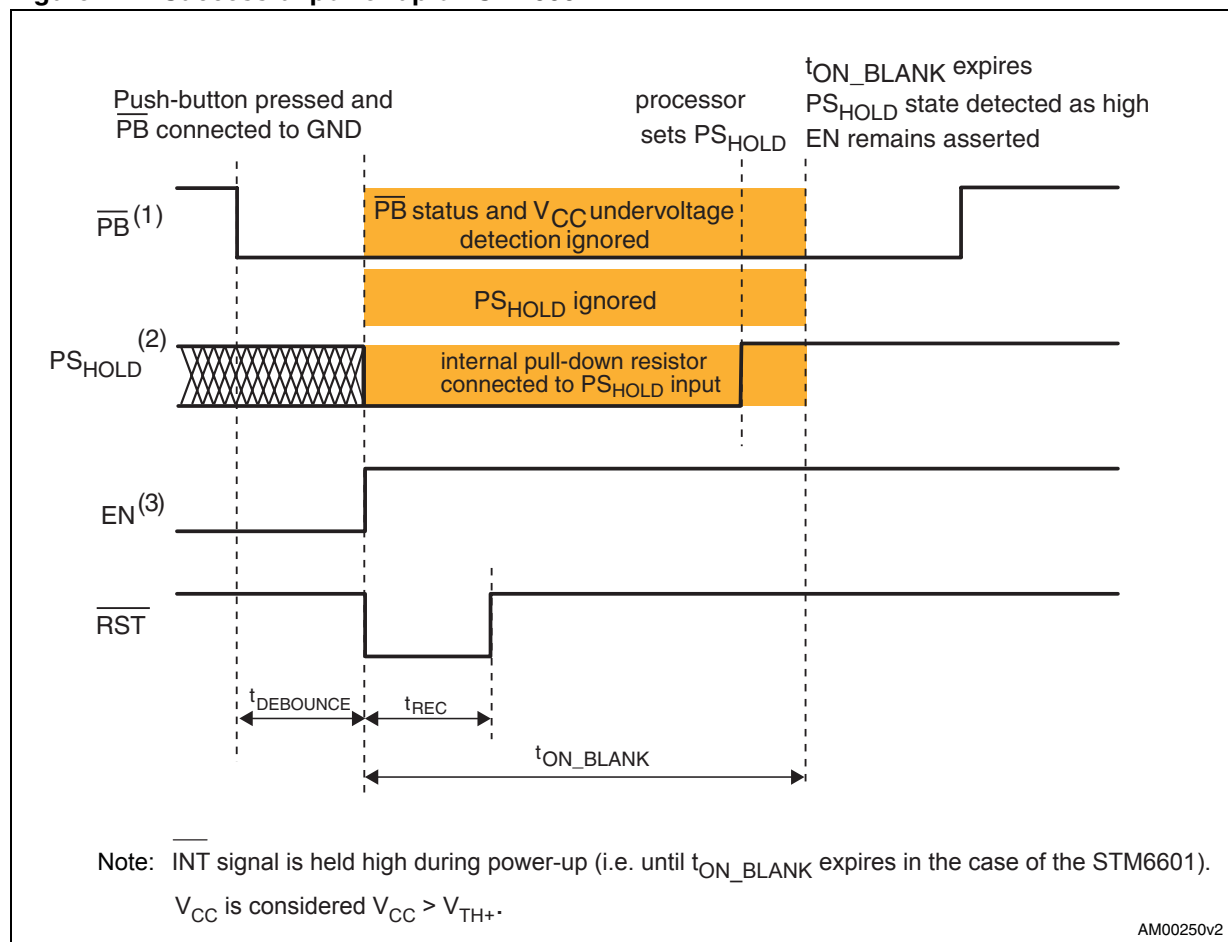 Push-button pressed and
PB connected to GND
processor
sets PSHOLD
tON_BLANK expires
PSHOLD state detected as high
EN remains asserted
PB(1)
PB status and VCC undervoltage
detection ignored
PSHOLD ignored
PSHOLD(2)
internal pull-down resistor
connected to PSHOLD input
EN(3)
RST
tDEBOUNCE
tREC
tON_BLANK
Note: INT signal is held high during power-up (i.e. until tON_BLANK expires in the case of the STM6601).
VCC is considered VCC > VTH+.
AM00250v2